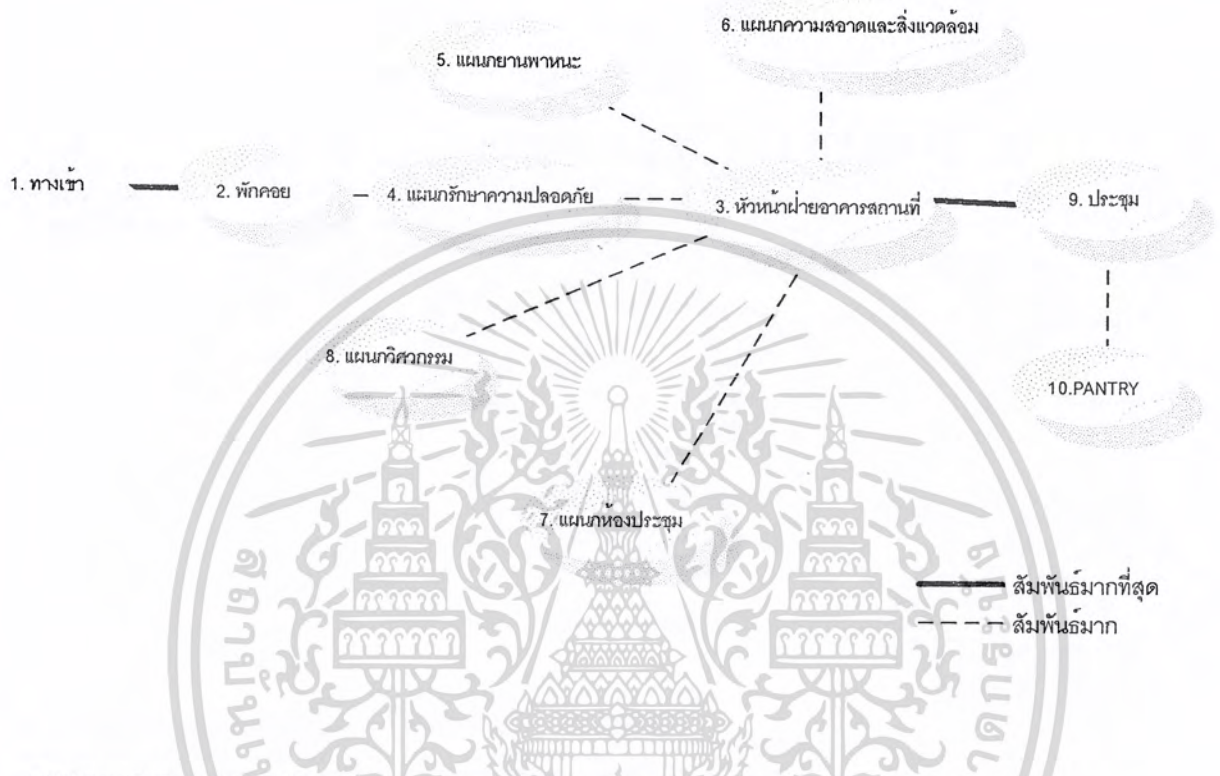 6. แผนกความสอาดและสิ่งแวดล้อม
5. แผนกยานพาหนะ
1. ทางเข้า
2. พักคอย
4. แผนกรักษาความปลอดภัย
3. หัวหน้าฝ่ายอาคารสถานที่
9. ประชุม
8. แผนกวิศวกรรม
10.PANTRY
7. แผนกห้องประชุม
สัมพันธ์มากที่สุด
สัมพันธ์มาก